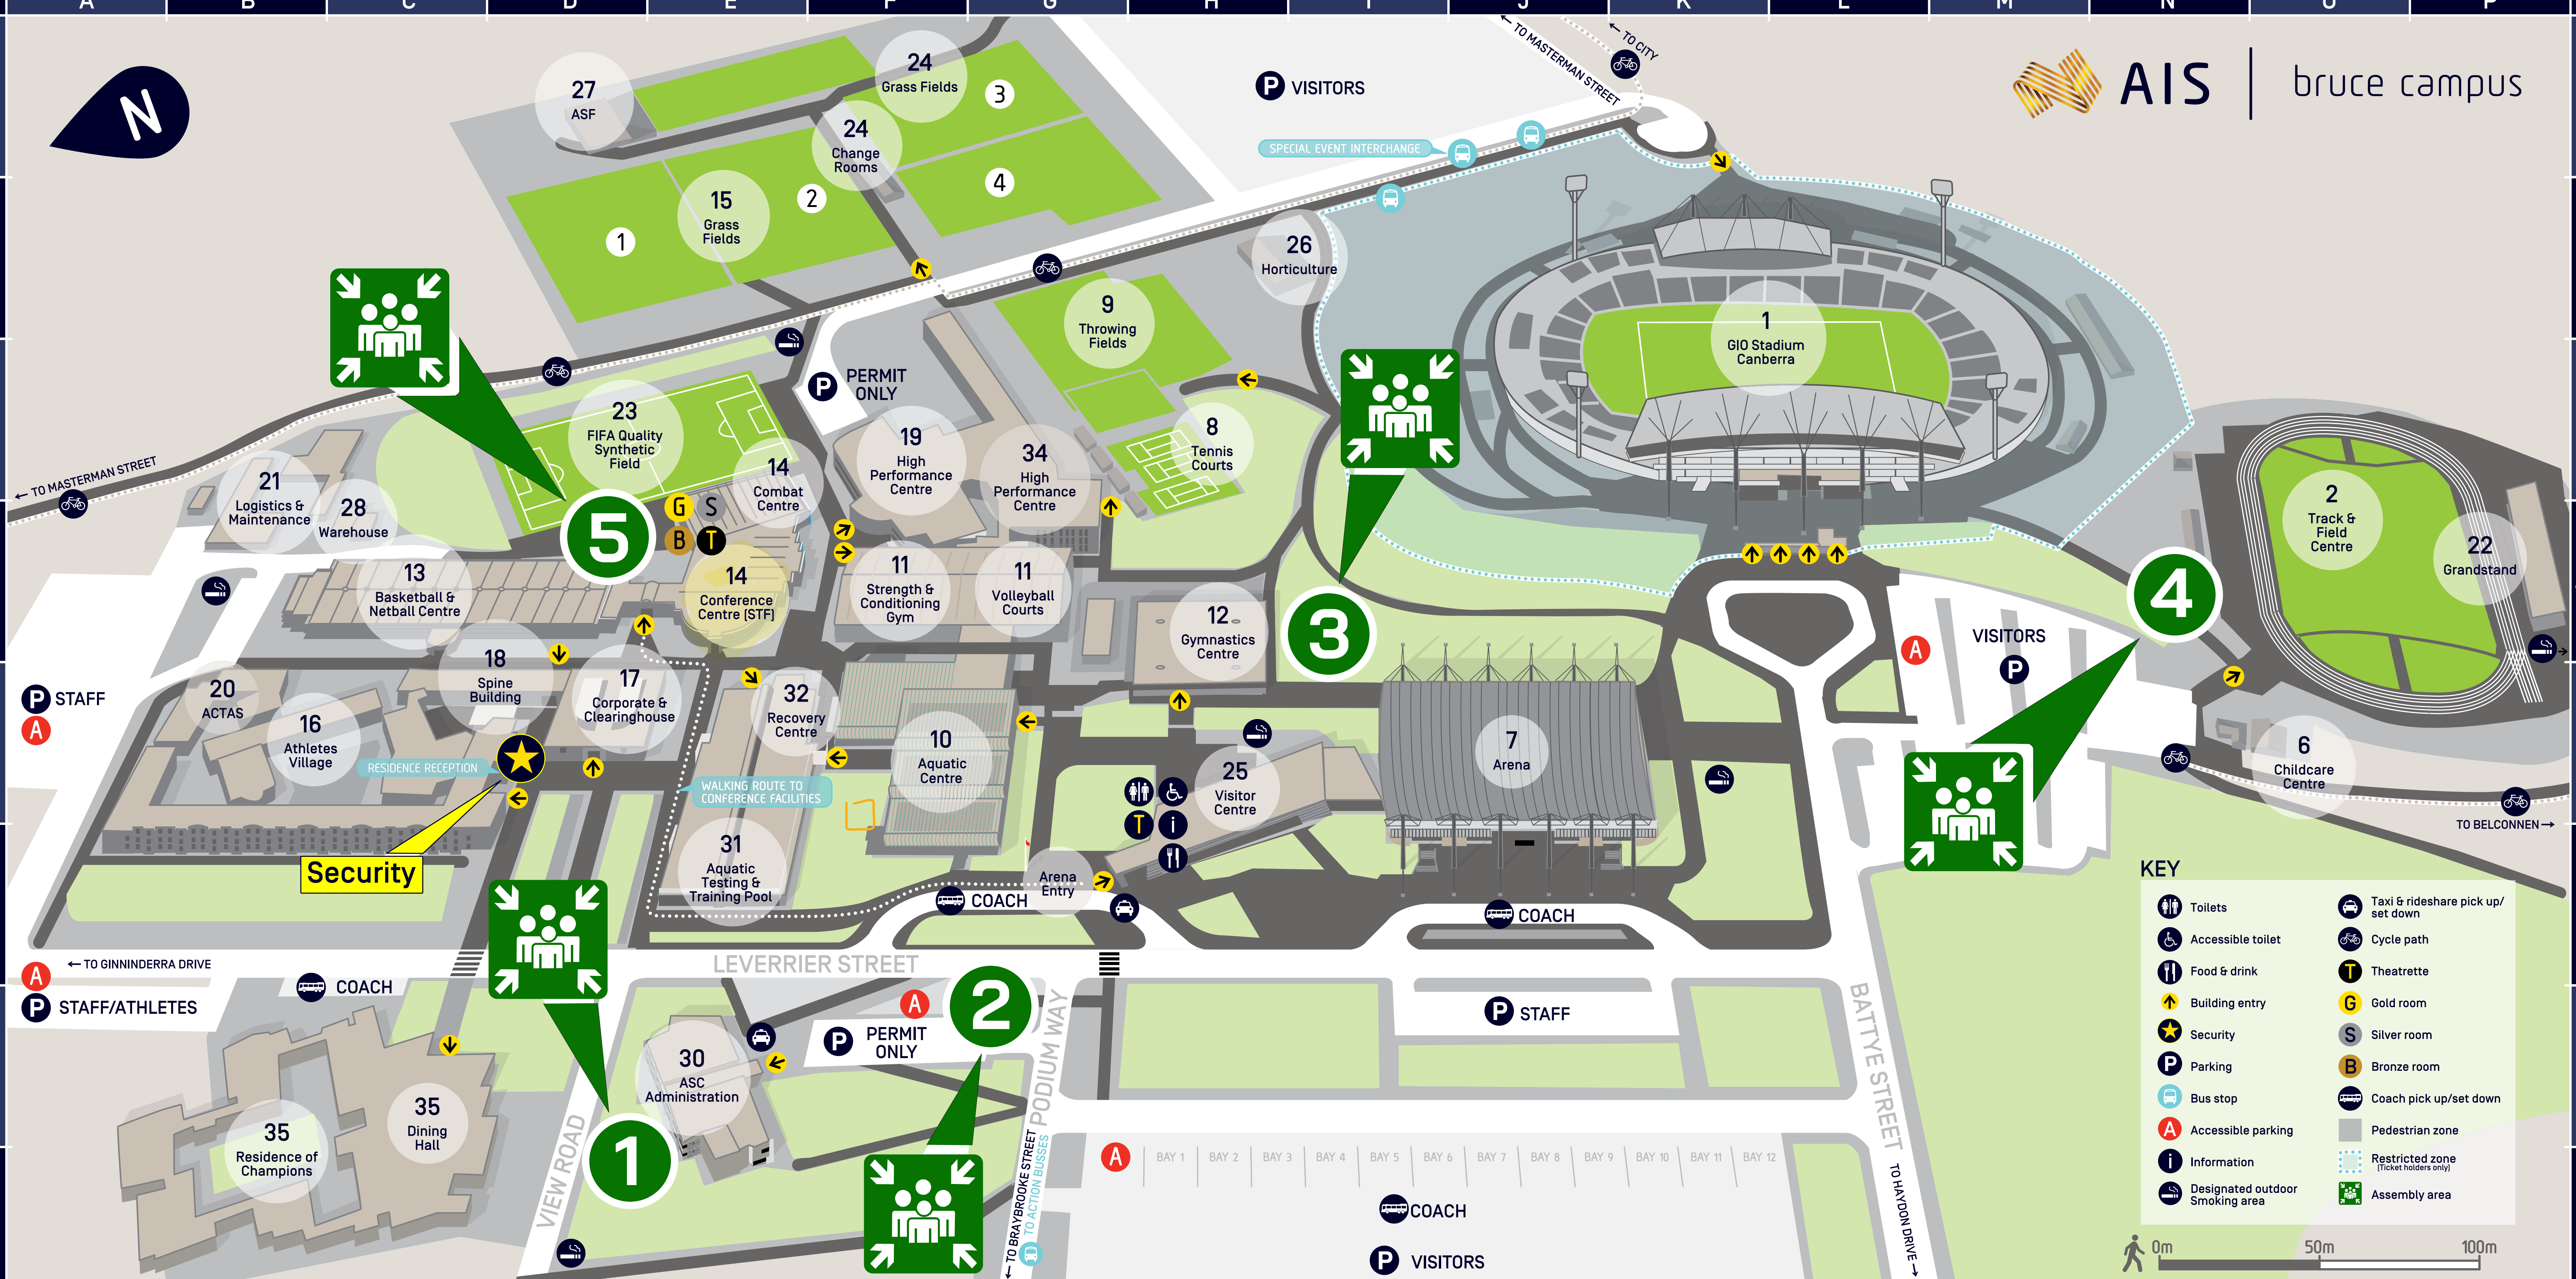 A B C D E F G H I J K L M N O P
N
AIS
bruce campus
← TO MASTERMAN STREET
← TO CITY
P VISITORS
SPECIAL EVENT INTERCHANGE
27
ASF
24
Grass Fields
3
24
Change
Rooms
4
15
Grass
Fields
2
1
26
Horticulture
9
Throwing
Fields
1
GIO Stadium
Canberra
P PERMIT
ONLY
23
FIFA Quality
Synthetic
Field
14
Combat
Centre
19
High
Performance
Centre
34
High
Performance
Centre
8
Tennis
Courts
← TO MASTERMAN STREET
21
Logistics &
Maintenance
28
Warehouse
5
G S
B T
2
Track &
Field
Centre
22
Grandstand
13
Basketball &
Netball Centre
14
Conference
Centre (STF)
11
Strength &
Conditioning
Gym
11
Volleyball
Courts
12
Gymnastics
Centre
3
4
A
VISITORS
P
P STAFF
A
20
ACTAS
16
Athletes
Village
18
Spine
Building
17
Corporate &
Clearinghouse
32
Recovery
Centre
10
Aquatic
Centre
25
Visitor
Centre
7
Arena
6
Childcare
Centre
RESIDENCE RECEPTION
WALKING ROUTE TO
CONFERENCE FACILITIES
T i
TO BELCONNEN →
Security
31
Aquatic
Testing &
Training Pool
Arena
Entry
COACH
COACH
← TO GINNINDERRA DRIVE
LEVERRIER STREET
A
P STAFF/ATHLETES
COACH
A
2
P PERMIT
ONLY
P STAFF
30
ASC
Administration
PODIUM WAY
BATTYE STREET
VIEW ROAD
35
Dining
Hall
35
Residence of
Champions
1
A
BAY 1 BAY 2 BAY 3 BAY 4 BAY 5 BAY 6 BAY 7 BAY 8 BAY 9 BAY 10 BAY 11 BAY 12
← TO BRAYBROOKE STREET
TO ACTION BUSSES
TO HAYDON DRIVE →
COACH
P VISITORS
KEY
Toilets
Accessible toilet
Food & drink
Building entry
Security
P Parking
Bus stop
A Accessible parking
i Information
Designated outdoor
Smoking area
Taxi & rideshare pick up/
set down
Cycle path
T Theatrette
G Gold room
S Silver room
B Bronze room
Coach pick up/set down
Pedestrian zone
Restricted zone
(Ticket holders only)
Assembly area
0m 50m 100m